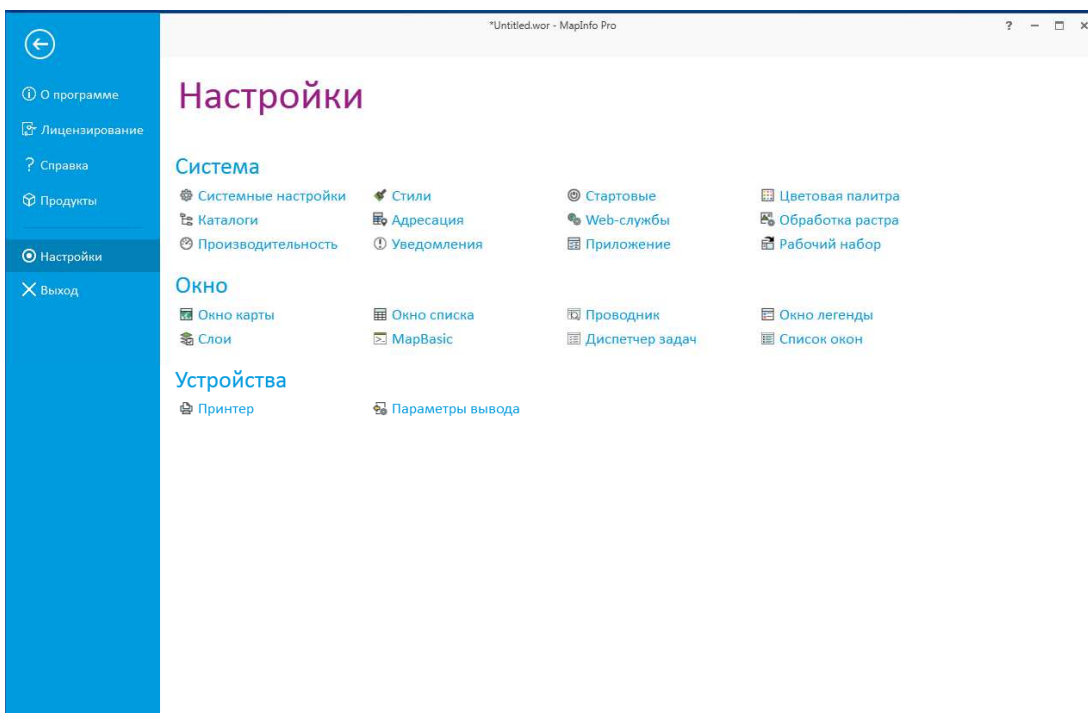 *Untitled.wor - MapInfo Pro
?
О программе
Лицензирование
? Справка
Продукты
Настройки
Выход
Настройки
Система
Системные настройки Стили Стартовые Цветовая палитра
Каталоги Адресация Web-службы Обработка растра
Производительность Уведомления Приложение Рабочий набор
Окно
Окно карты Окно списка Проводник Окно легенды
Слои MapBasic Диспетчер задач Список окон
Устройства
Принтер Параметры вывода